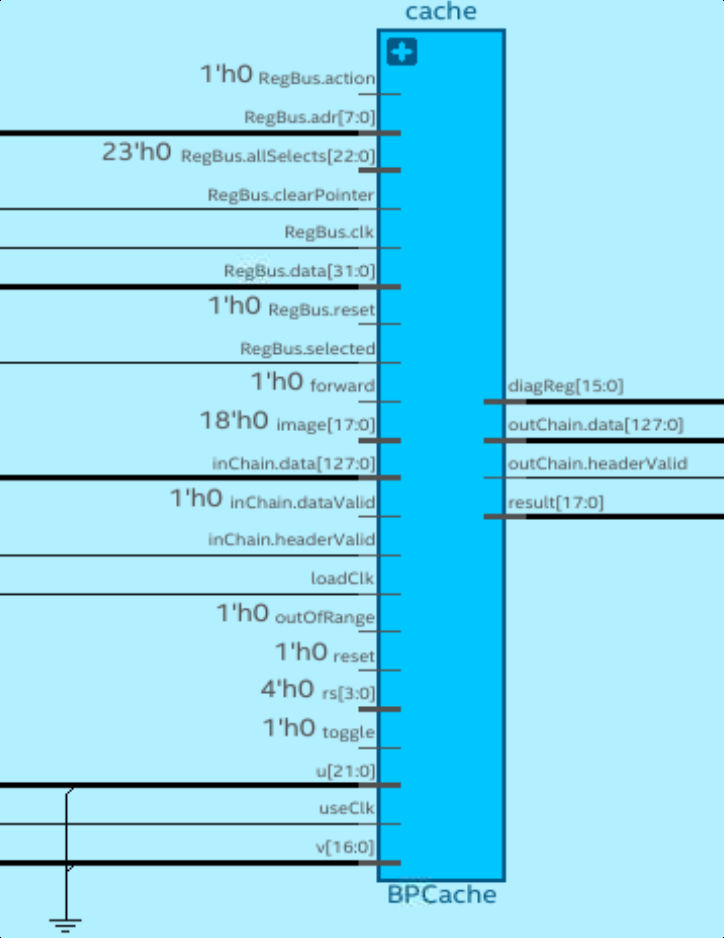 cache
1'h0 RegBus.action
RegBus.adr[7:0]
23'h0 RegBus.allSelects[22:0]
RegBus.clearPointer
RegBus.clk
RegBus.data[31:0]
1'h0 RegBus.reset
RegBus.selected
1'h0 forward
18'h0 image[17:0]
inChain.data[127:0]
1'h0 inChain.dataValid
inChain.headerValid
loadClk
1'h0 outOfRange
1'h0 reset
4'h0 rs[3:0]
1'h0 toggle
u[21:0]
useClk
v[16:0]
diagReg[15:0]
outChain.data[127:0]
outChain.headerValid
result[17:0]
BPCache